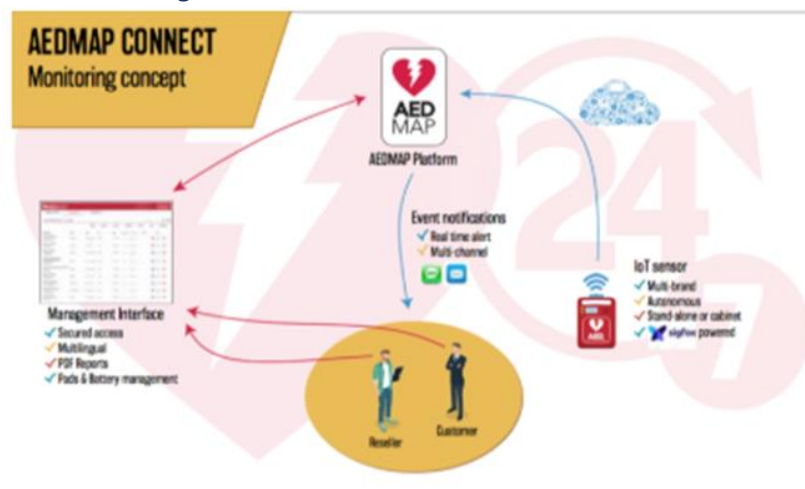 AEDMAP CONNECT
Monitoring concept
AED
MAP
AEDMAP Platform
24
7
Event notifications
Real time alert
Multi-channel
IoT sensor
Multi-brand
Autonomous
Stand-alone or cabinet
sigfox powered
AED
Management Interface
Secured access
Multilingual
PDF Reports
Pads & Battery management
Reseller
Customer